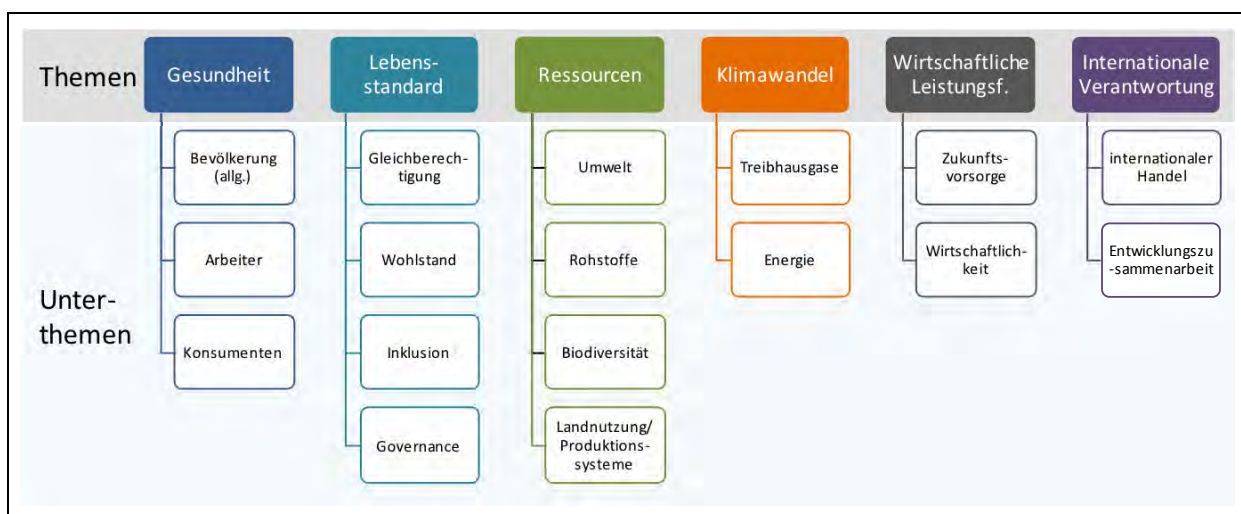 Themen
Gesundheit
Lebens-
standard
Ressourcen
Klimawandel
Wirtschaftliche
Leistungsf.
Internationale
Verantwortung
Unter-
themen
Bevölkerung
(allg.)
Arbeiter
Konsumenten
Gleichberech-
tigung
Wohlstand
Inklusion
Governance
Umwelt
Rohstoffe
Biodiversität
Landnutzung/
Produktions-
systeme
Treibhausgase
Energie
Zukunfts-
vorsorge
Wirtschaftlich-
keit
internationaler
Handel
Entwicklungszu
-sammenarbeit